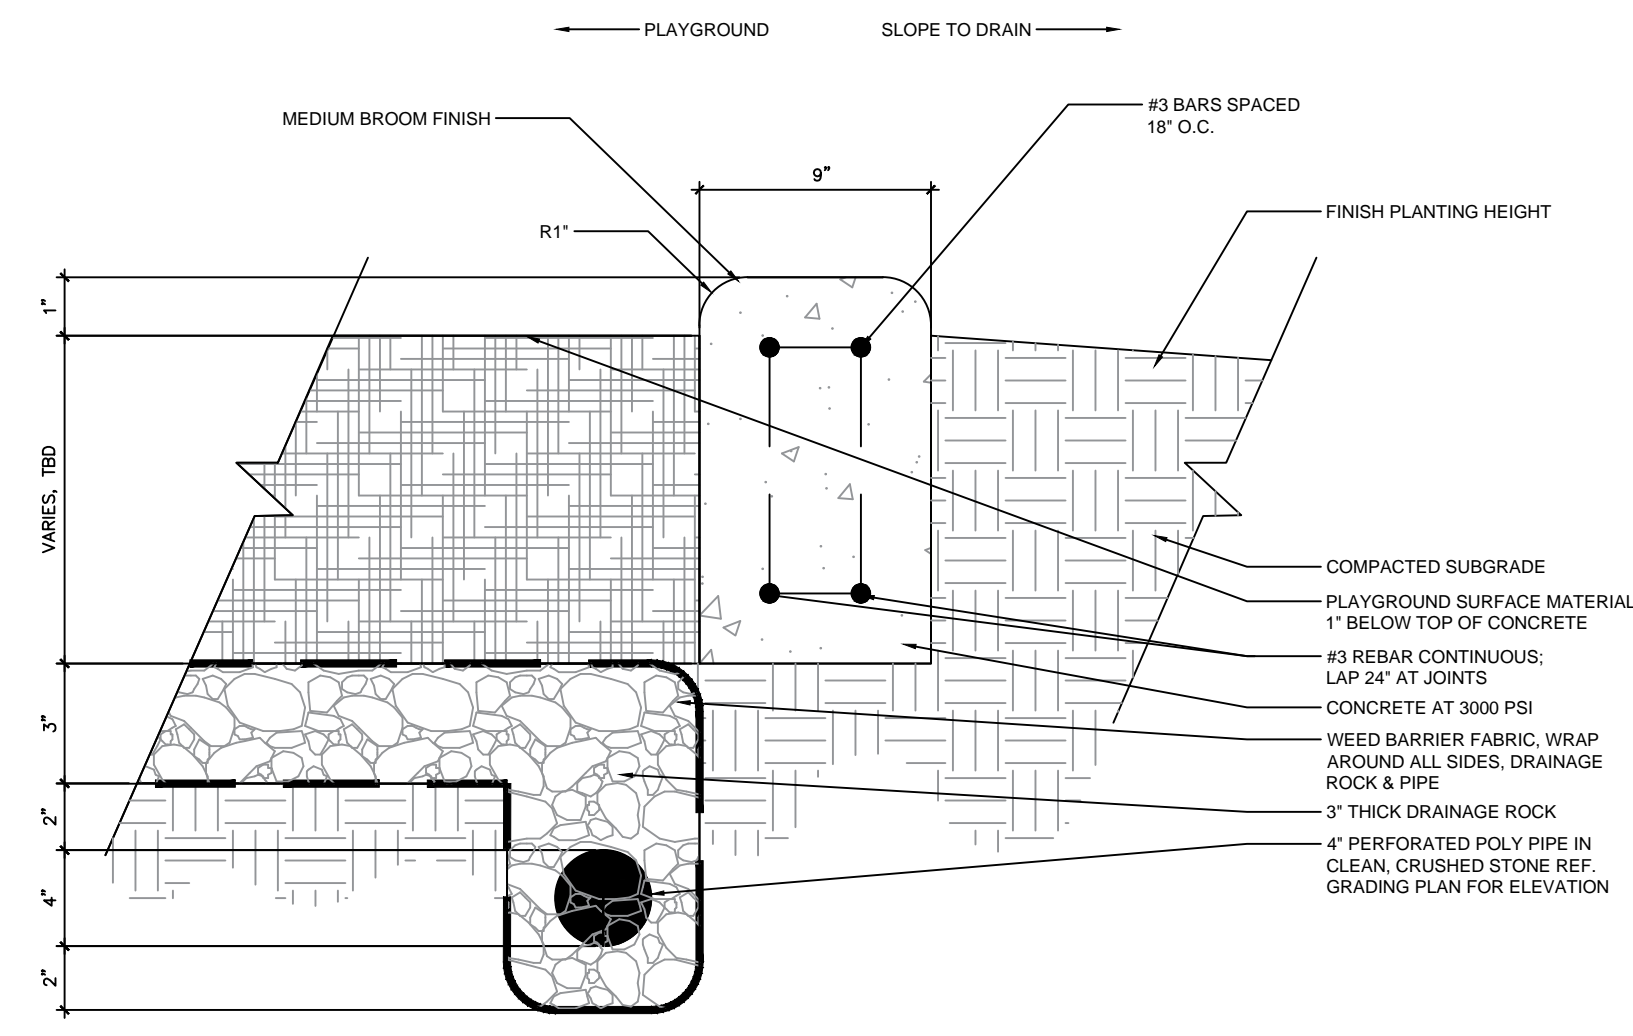 PLAYGROUND
SLOPE TO DRAIN
MEDIUM BROOM FINISH
#3 BARS SPACED
18" O.C.
9"
FINISH PLANTING HEIGHT
R1"
1"
VARIES, TBD
COMPACTED SUBGRADE
PLAYGROUND SURFACE MATERIAL
1" BELOW TOP OF CONCRETE
#3 REBAR CONTINUOUS;
LAP 24" AT JOINTS
CONCRETE AT 3000 PSI
3"
WEED BARRIER FABRIC, WRAP
AROUND ALL SIDES, DRAINAGE
ROCK & PIPE
2"
3" THICK DRAINAGE ROCK
4"
4" PERFORATED POLY PIPE IN
CLEAN, CRUSHED STONE REF.
GRADING PLAN FOR ELEVATION
2"